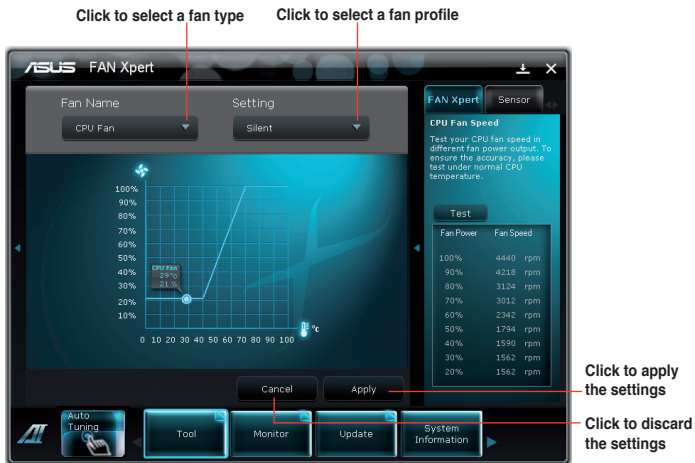 Click to select a fan type
Click to select a fan profile
ASUS FAN Xpert
Fan Name
Setting
CPU Fan
Silent
100%
90%
80%
70%
60%
50%
40%
30%
20%
10%
CPU Fan
29 °c
21 %
0 10 20 30 40 50 60 70 80 90 100
°c
Cancel
Apply
FAN Xpert
Sensor
CPU Fan Speed
Test your CPU fan speed in
different fan power output. To
ensure the accuracy, please
test under normal CPU
temperature.
Test
Fan Power Fan Speed
100% 4440 rpm
90% 4218 rpm
80% 3124 rpm
70% 3012 rpm
60% 2342 rpm
50% 1794 rpm
40% 1590 rpm
30% 1562 rpm
20% 1562 rpm
Click to apply
the settings
Click to discard
the settings
Auto
Tuning
Tool
Monitor
Update
System
Information